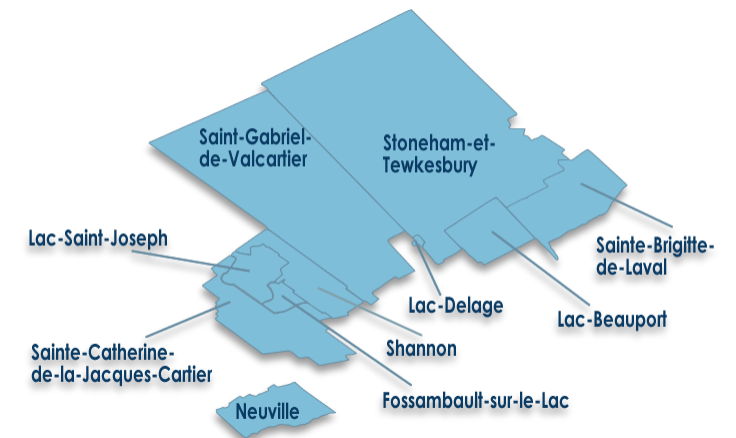 Saint-Gabriel-
de-Valcartier
Stoneham-et-
Tewkesbury
Lac-Saint-Joseph
Sainte-Brigitte-
de-Laval
Lac-Delage
Lac-Beauport
Shannon
Sainte-Catherine-
de-la-Jacques-Cartier
Fossambault-sur-le-Lac
Neuville